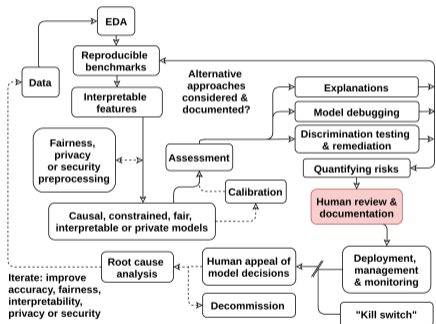 EDA
Reproducible
benchmarks
Data
Interpretable
features
Alternative
approaches
considered &
documented?
Explanations
Model debugging
Discrimination testing
& remediation
Fairness,
privacy
or security
preprocessing
Assessment
Quantifying risks
Calibration
Human review &
documentation
Causal, constrained, fair,
interpretable or private models
Root cause
analysis
Human appeal of
model decisions
Deployment,
management
& monitoring
Iterate: improve
accuracy, fairness,
interpretability,
privacy or security
Decommission
"Kill switch"